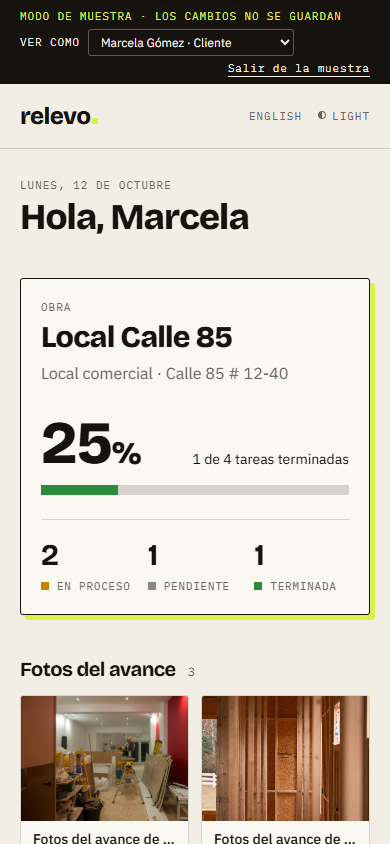 MODO DE MUESTRA · LOS CAMBIOS NO SE GUARDAN
VER COMO
Marcela Gómez · Cliente
Salir de la muestra
relevo.
ENGLISH
LIGHT
LUNES, 12 DE OCTUBRE
Hola, Marcela
OBRA
Local Calle 85
Local comercial · Calle 85 # 12-40
25%
1 de 4 tareas terminadas
2 1 1
EN PROCESO PENDIENTE TERMINADA
Fotos del avance 3
Fotos del avance de ... Fotos del avance de ...